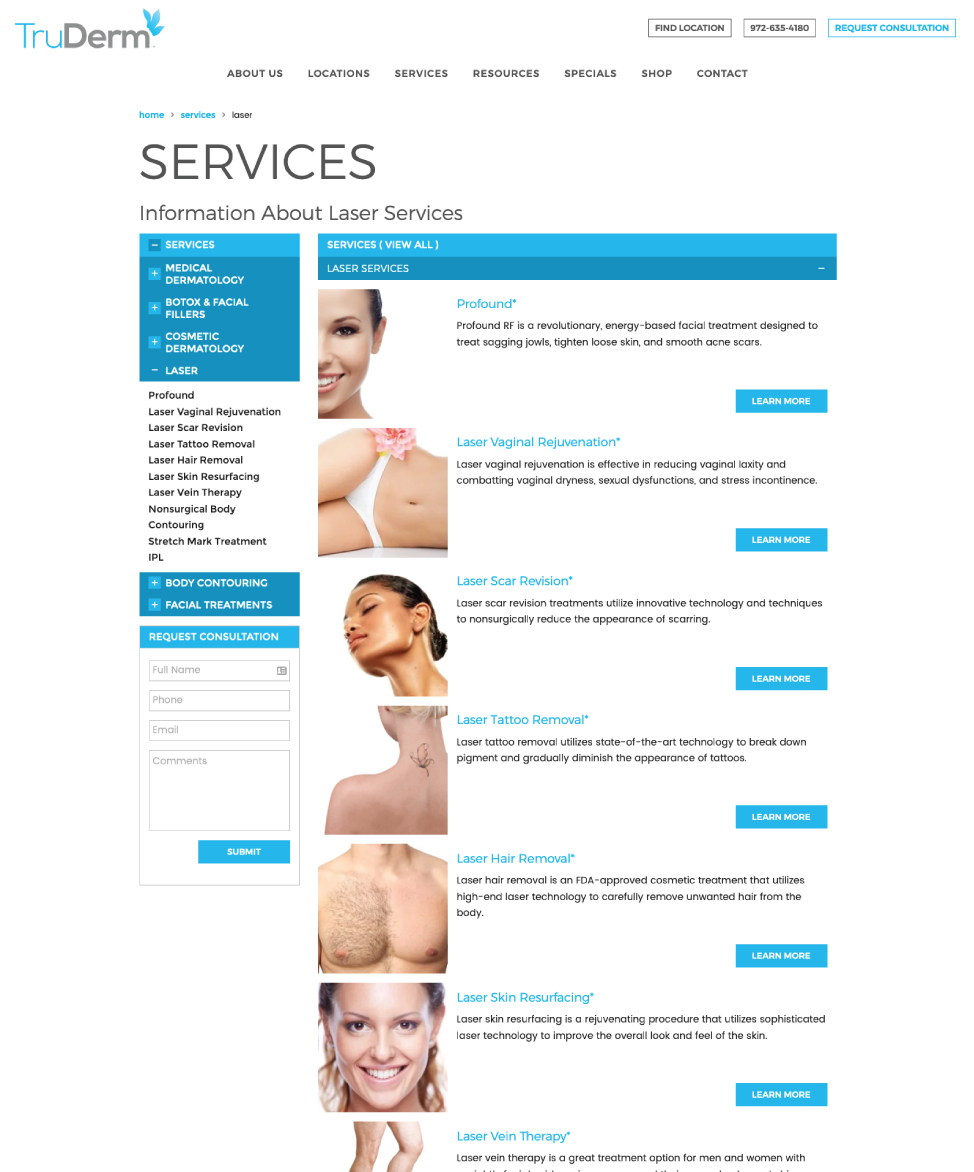 TruDerm
FIND LOCATION
972-635-4180
REQUEST CONSULTATION
ABOUT US
LOCATIONS
SERVICES
RESOURCES
SPECIALS
SHOP
CONTACT
home > services > laser
SERVICES
Information About Laser Services
SERVICES
MEDICAL
DERMATOLOGY
BOTOX & FACIAL
FILLERS
COSMETIC
DERMATOLOGY
LASER
Profound
Laser Vaginal Rejuvenation
Laser Scar Revision
Laser Tattoo Removal
Laser Hair Removal
Laser Skin Resurfacing
Laser Vein Therapy
Nonsurgical Body
Contouring
Stretch Mark Treatment
IPL
BODY CONTOURING
FACIAL TREATMENTS
REQUEST CONSULTATION
Full Name
Phone
Email
Comments
SUBMIT
SERVICES ( VIEW ALL )
LASER SERVICES
Profound*
Profound RF is a revolutionary, energy-based facial treatment designed to
treat sagging jowls, tighten loose skin, and smooth acne scars.
LEARN MORE
Laser Vaginal Rejuvenation*
Laser vaginal rejuvenation is effective in reducing vaginal laxity and
combatting vaginal dryness, sexual dysfunctions, and stress incontinence.
LEARN MORE
Laser Scar Revision*
Laser scar revision treatments utilize innovative technology and techniques
to nonsurgically reduce the appearance of scarring.
LEARN MORE
Laser Tattoo Removal*
Laser tattoo removal utilizes state-of-the-art technology to break down
pigment and gradually diminish the appearance of tattoos.
LEARN MORE
Laser Hair Removal*
Laser hair removal is an FDA-approved cosmetic treatment that utilizes
high-end laser technology to carefully remove unwanted hair from the
body.
LEARN MORE
Laser Skin Resurfacing*
Laser skin resurfacing is a rejuvenating procedure that utilizes sophisticated
laser technology to improve the overall look and feel of the skin.
LEARN MORE
Laser Vein Therapy*
Laser vein therapy is a great treatment option for men and women with